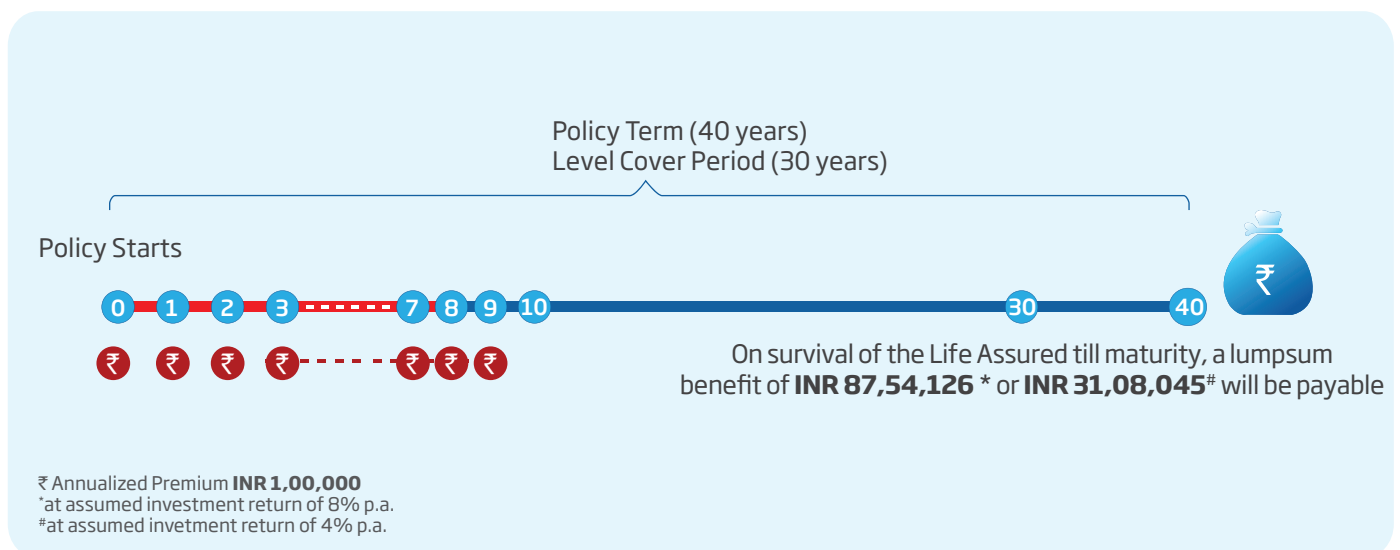 Policy Term (40 years)
Level Cover Period (30 years)
Policy Starts
0 1 2 3 7 8 9 10 30 40
₹
₹ ₹ ₹ ₹ ₹ ₹ ₹
On survival of the Life Assured till maturity, a lumpsum
benefit of INR 87,54,126 * or INR 31,08,045# will be payable
₹ Annualized Premium INR 1,00,000
*at assumed investment return of 8% p.a.
#at assumed invetment return of 4% p.a.